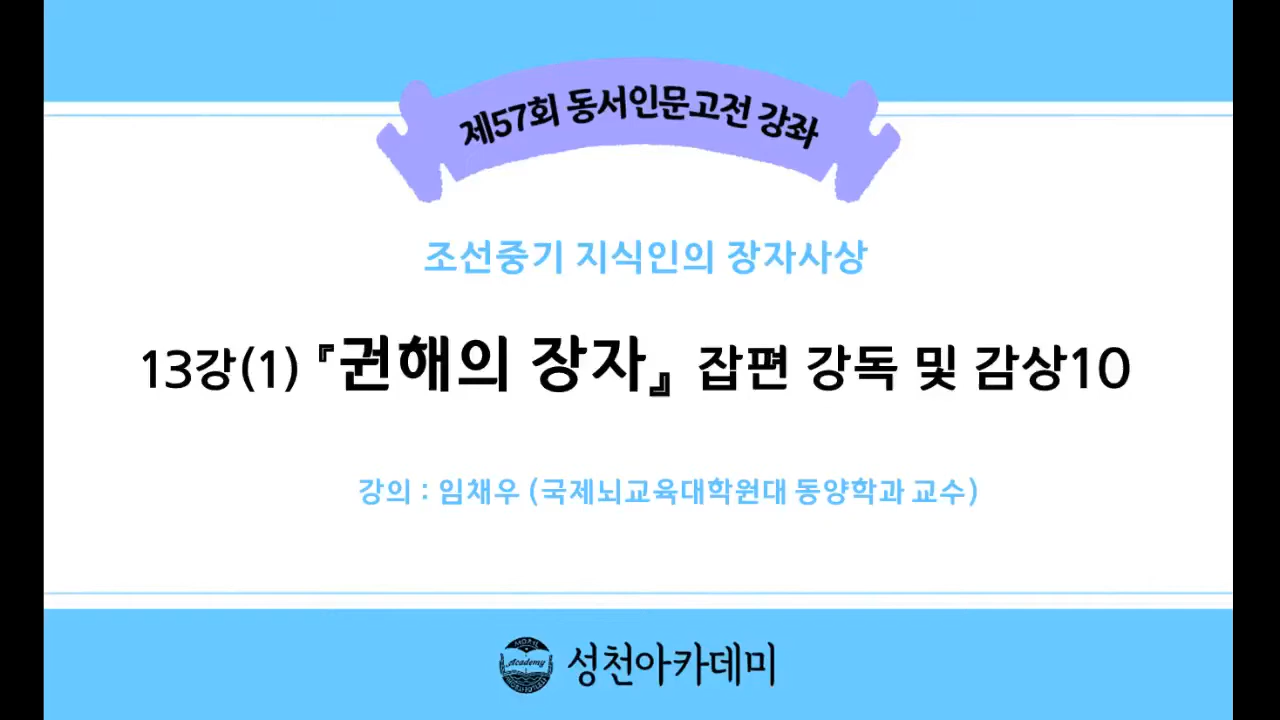 제57회 동서인문고전 강좌
조선중기 지식인의 장자사상
13강(1) 『권해의 장자』 잡편 강독 및 감상10
강의 : 임채우 (국제뇌교육대학원대 동양학과 교수)
Academy
성천아카데미